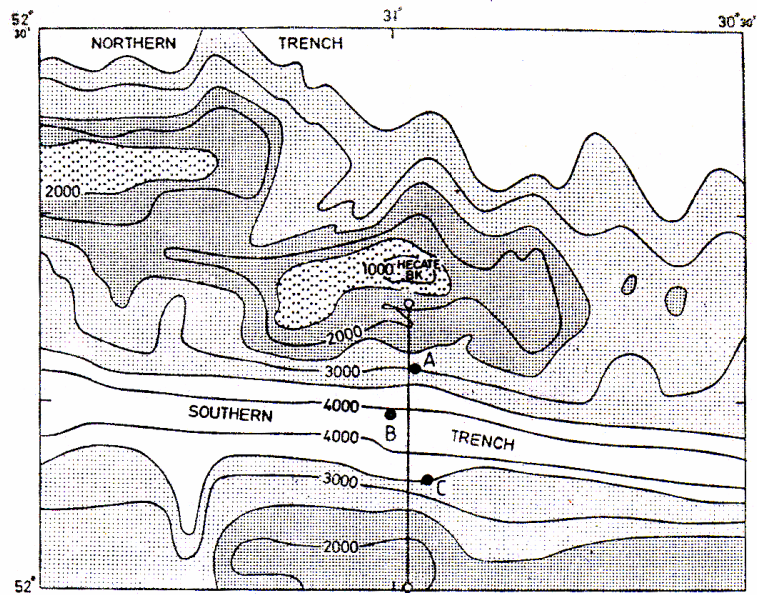 52°
30'
31°
30° 30'
NORTHERN TRENCH
2000
1000
HECATE
BK
2000
A
3000
4000
SOUTHERN
B
4000
TRENCH
3000
C
2000
52°